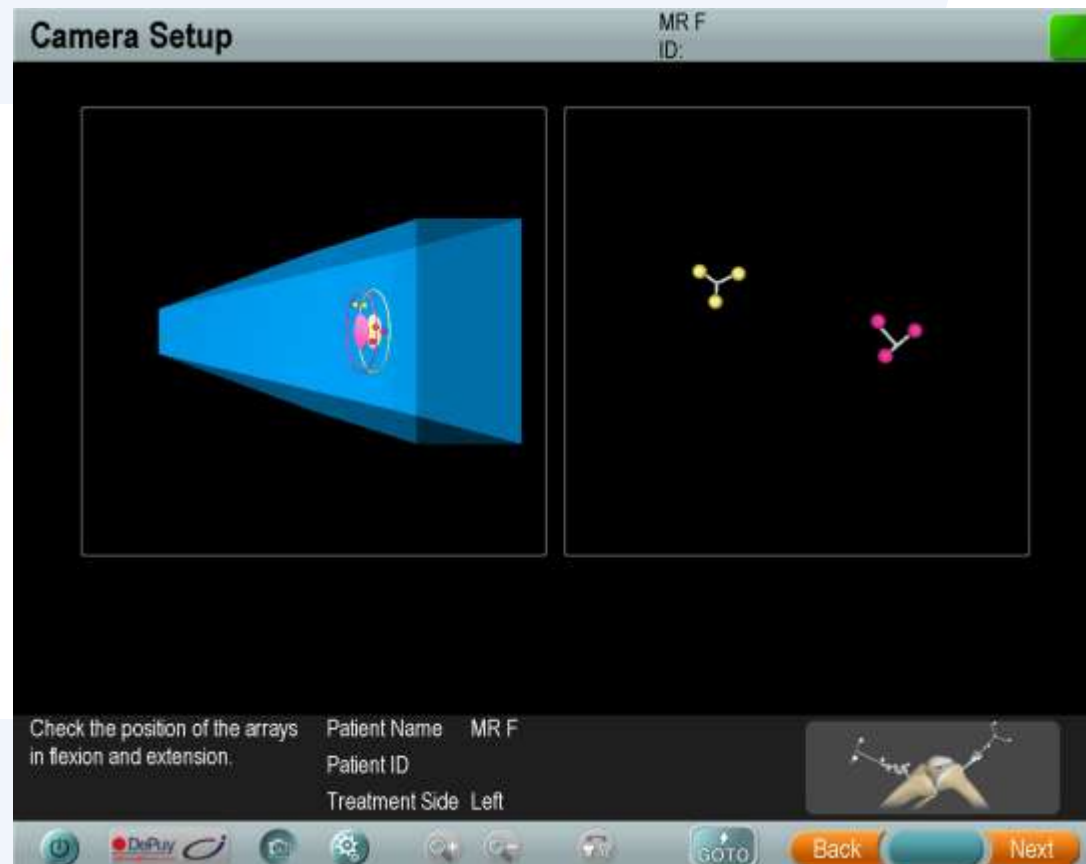 Camera Setup
MR F
ID:
Check the position of the arrays
in flexion and extension.
Patient Name MR F
Patient ID
Treatment Side Left
DePuy
GOTO
Back
Next